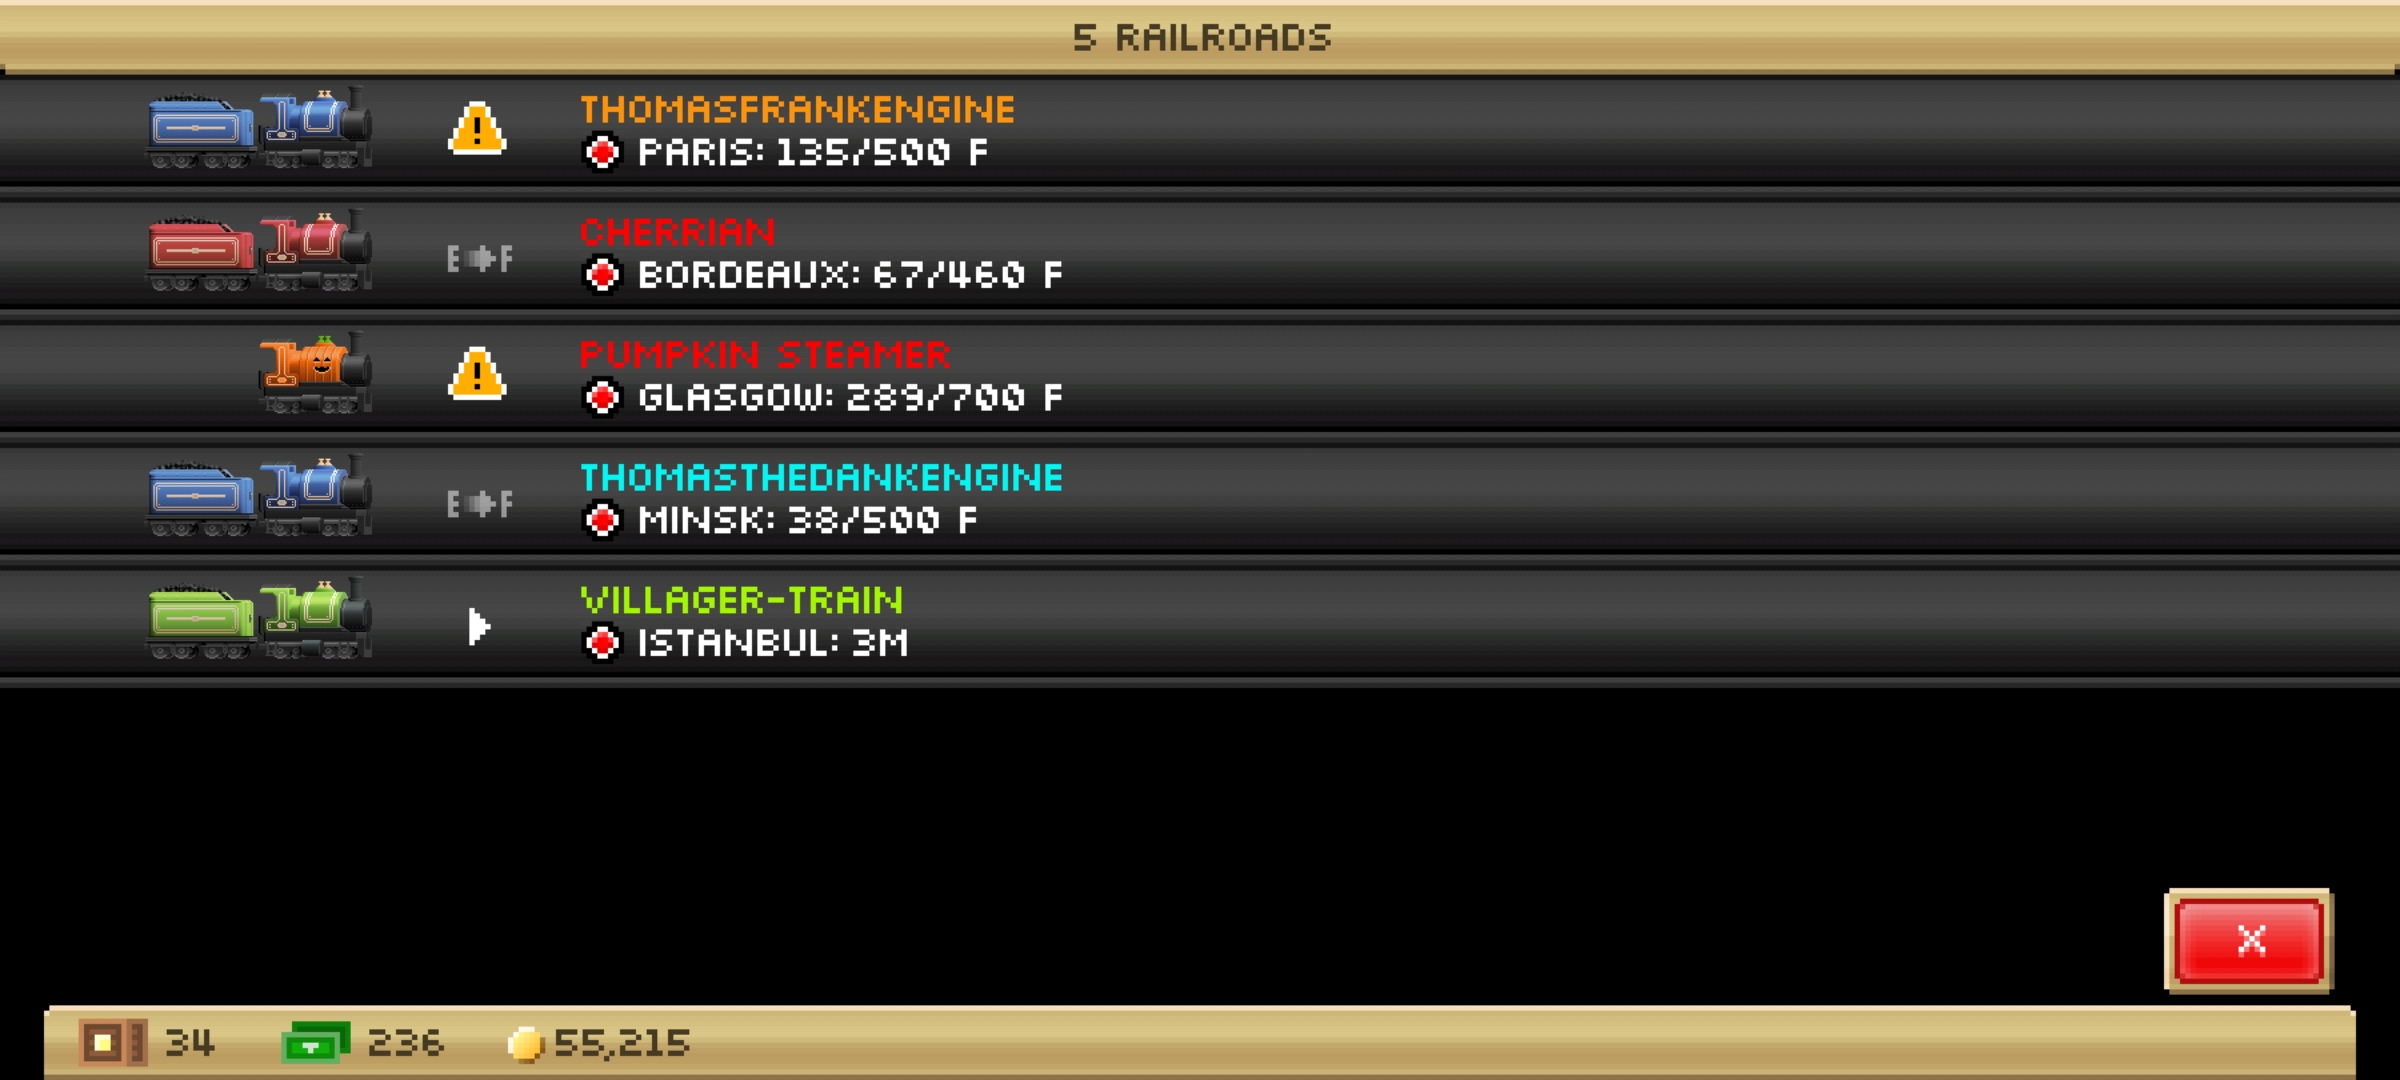 5 RAILROADS
THOMASFRANKENGINE
PARIS: 135/500 F
CHERRIAN
E F
BORDEAUX: 67/460 F
PUMPKIN STEAMER
GLASGOW: 289/700 F
THOMASTHEDANKENGINE
E F
MINSK: 38/500 F
VILLAGER-TRAIN
ISTANBUL: 3M
34 236 55,215